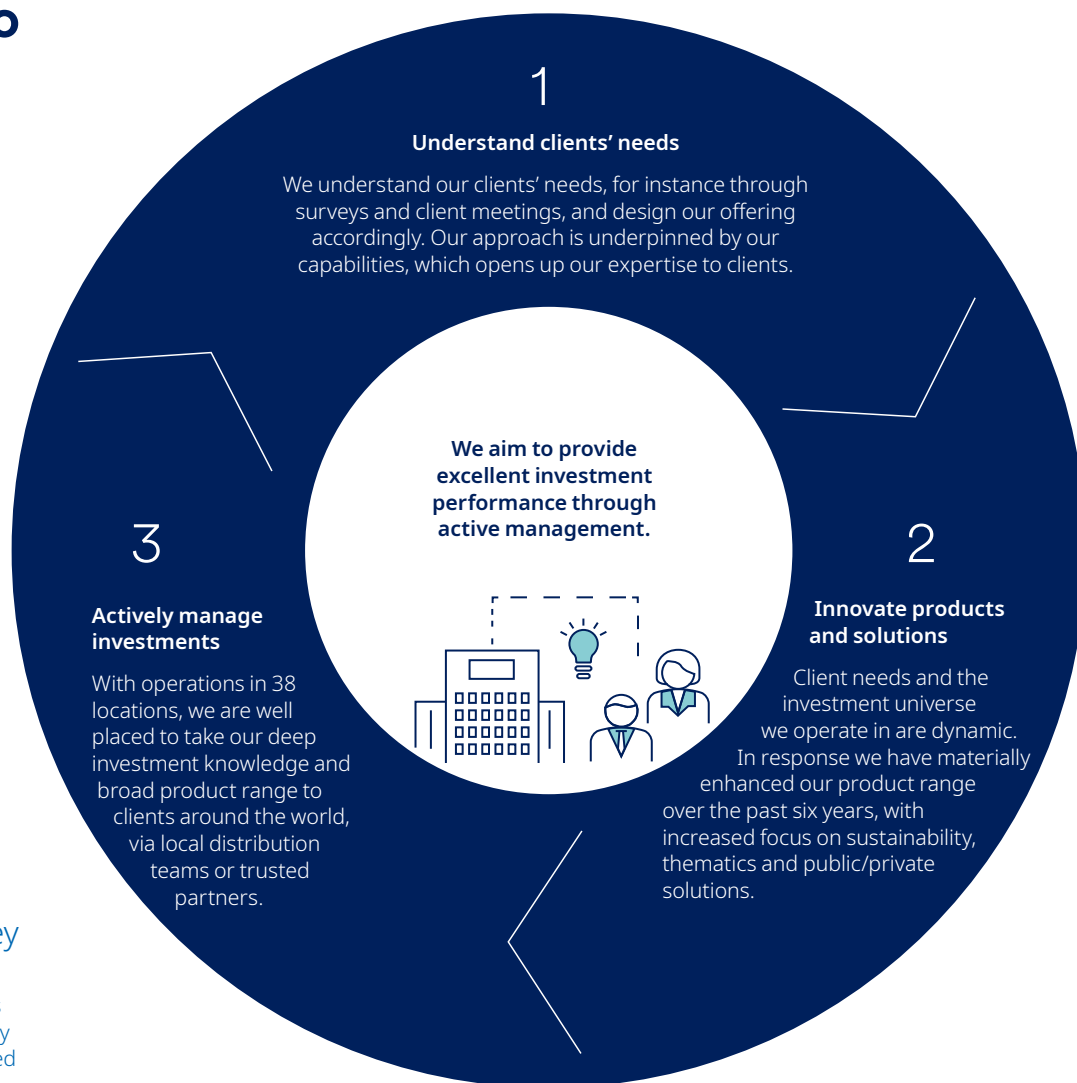 1
Understand clients’ needs
We understand our clients’ needs, for instance through
surveys and client meetings, and design our offering
accordingly. Our approach is underpinned by our
capabilities, which opens up our expertise to clients.
We aim to provide
excellent investment
performance through
active management.
2
Innovate products
and solutions
Client needs and the
investment universe
we operate in are dynamic.
In response we have materially
enhanced our product range
over the past six years, with
increased focus on sustainability,
thematics and public/private
solutions.
3
Actively manage
investments
With operations in 38
locations, we are well
placed to take our deep
investment knowledge and
broad product range to
clients around the world,
via local distribution
teams or trusted
partners.